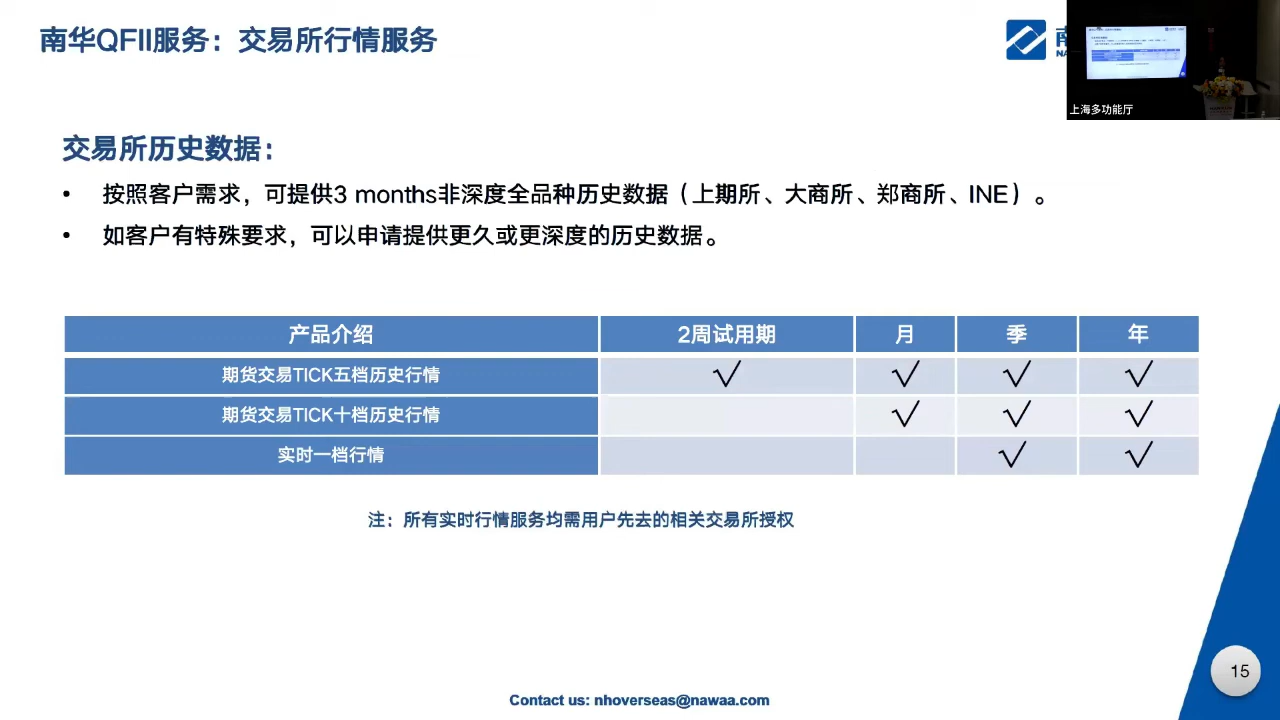 南华QFII服务：交易所行情服务
南
NA
上海多功能厅
交易所历史数据：
• 按照客户需求，可提供3 months非深度全品种历史数据（上期所、大商所、郑商所、INE）。
• 如客户有特殊要求，可以申请提供更久或更深度的历史数据。
产品介绍 2周试用期 月 季 年
期货交易TICK五档历史行情 √ √ √ √
期货交易TICK十档历史行情 √ √ √
实时一档行情 √ √
注：所有实时行情服务均需用户先去的相关交易所授权
15
Contact us: nhoverseas@nawaa.com